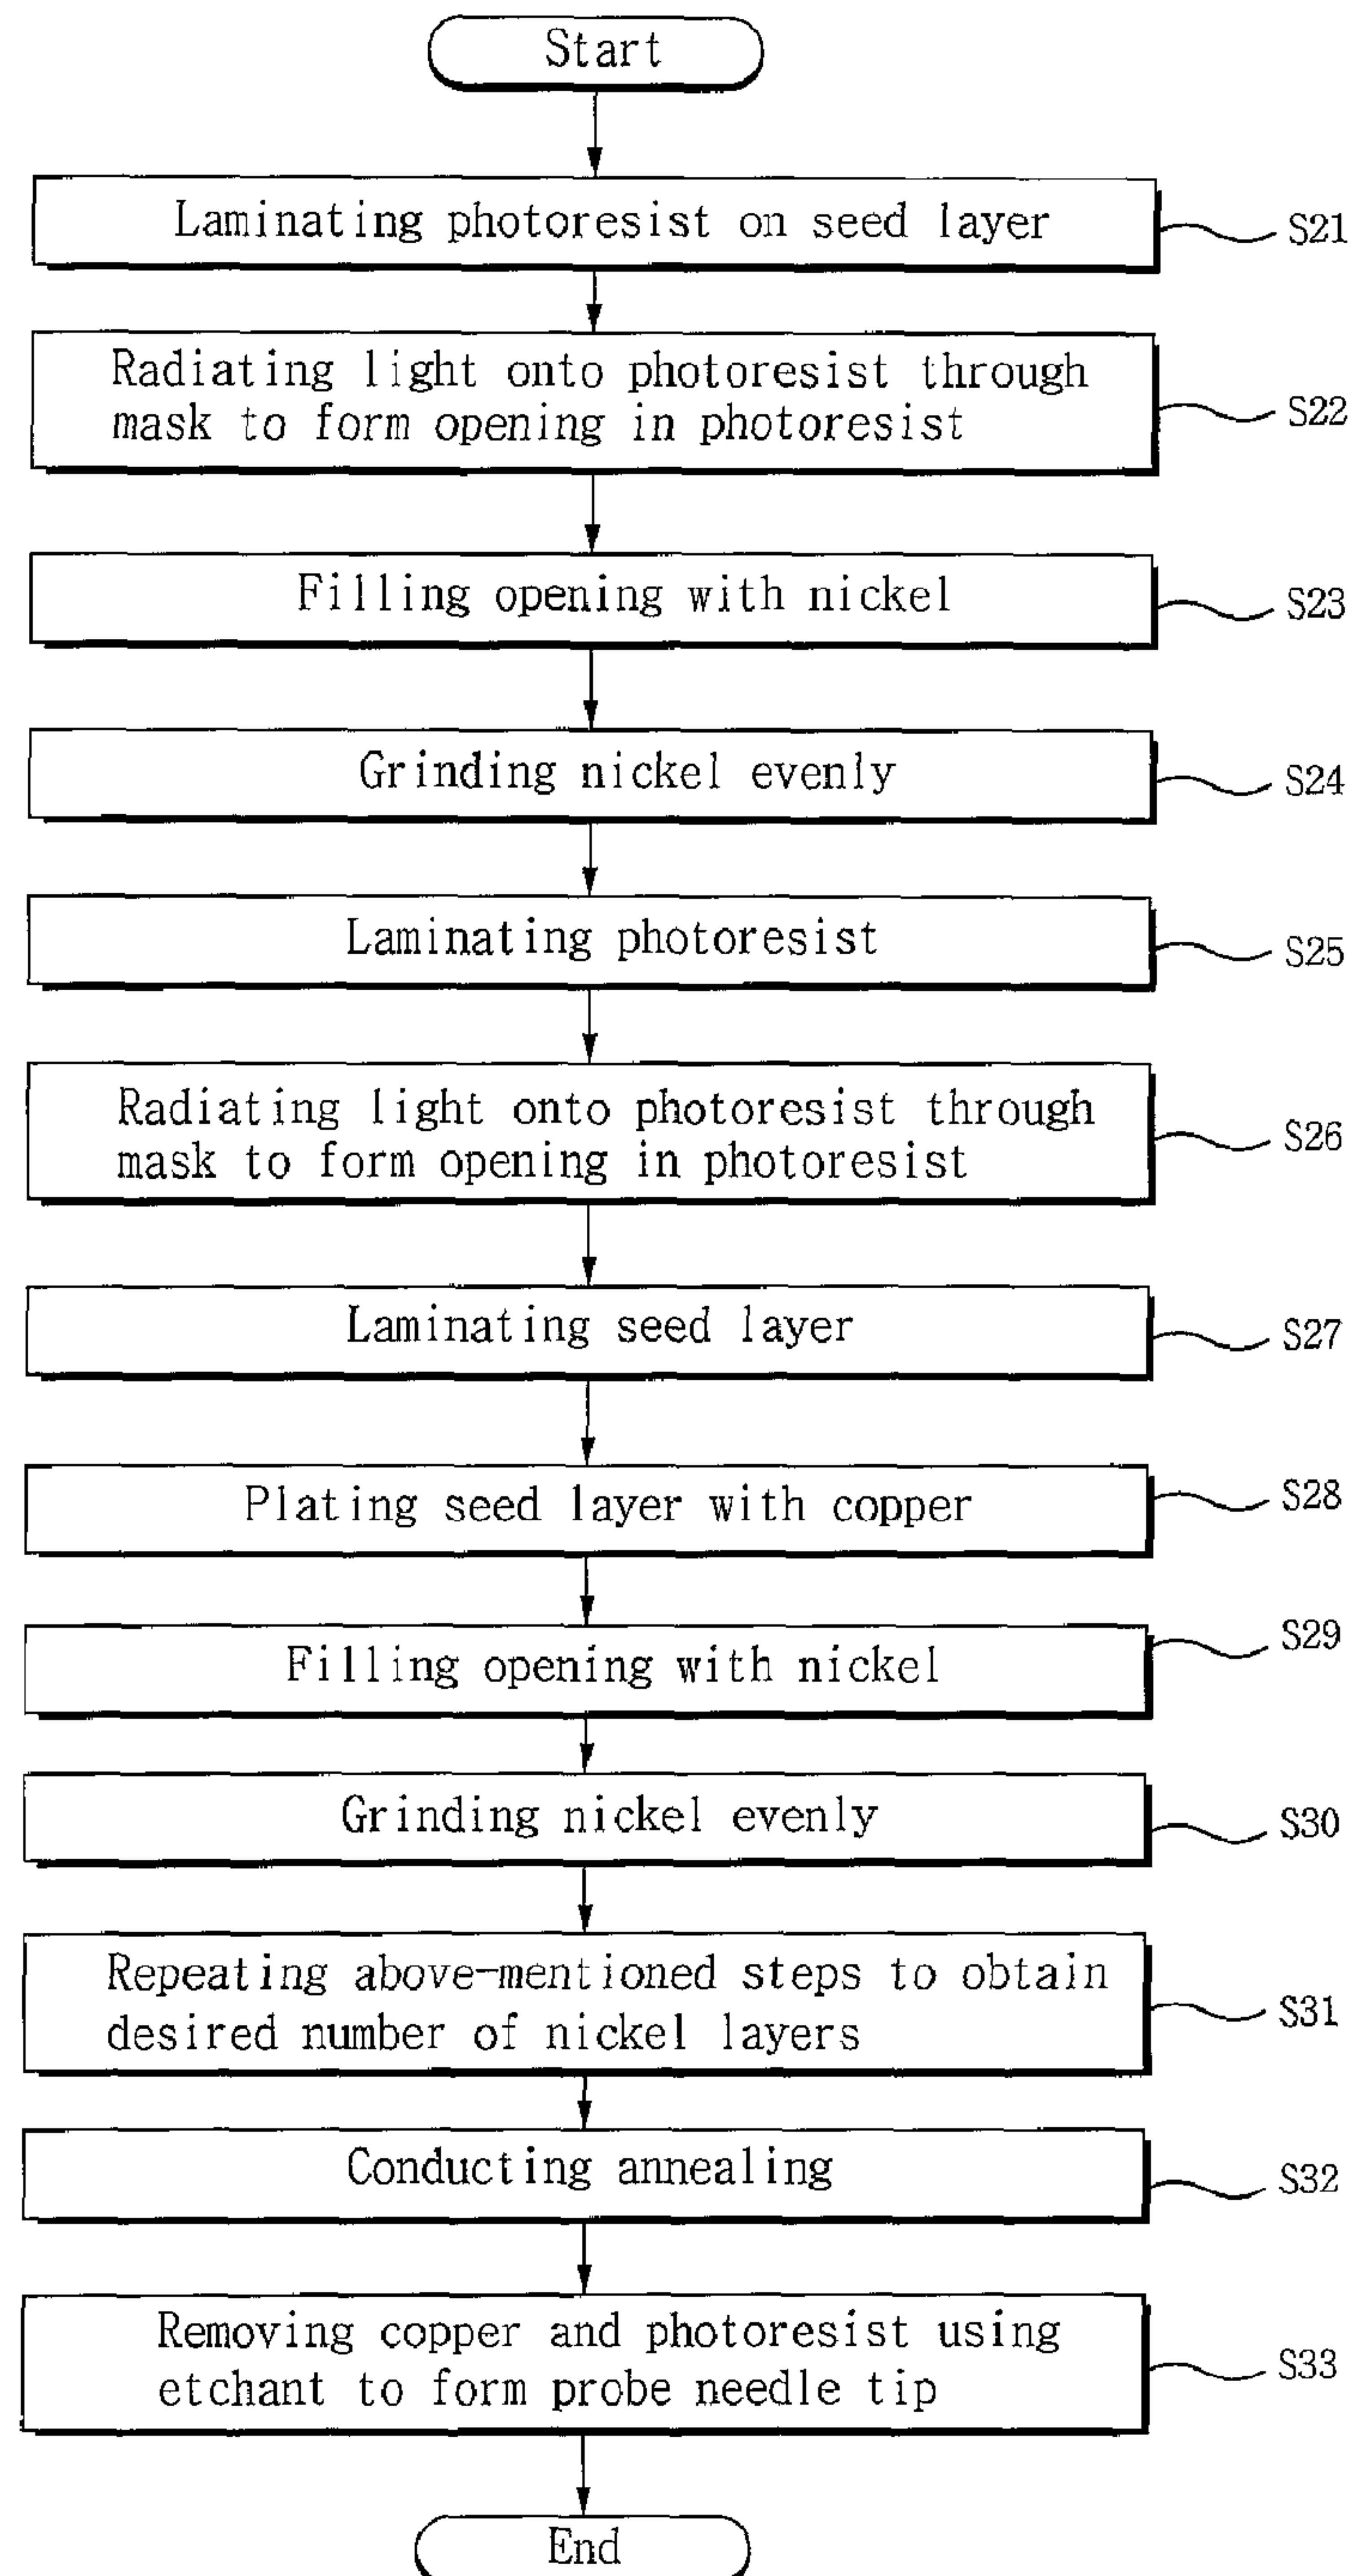 Start
Laminating photoresist on seed layer
S21
Radiating light onto photoresist through
mask to form opening in photoresist
S22
Filling opening with nickel
S23
Grinding nickel evenly
S24
Laminating photoresist
S25
Radiating light onto photoresist through
mask to form opening in photoresist
S26
Laminating seed layer
S27
Plating seed layer with copper
S28
Filling opening with nickel
S29
Grinding nickel evenly
S30
Repeating above-mentioned steps to obtain
desired number of nickel layers
S31
Conducting annealing
S32
Removing copper and photoresist using
etchant to form probe needle tip
S33
End